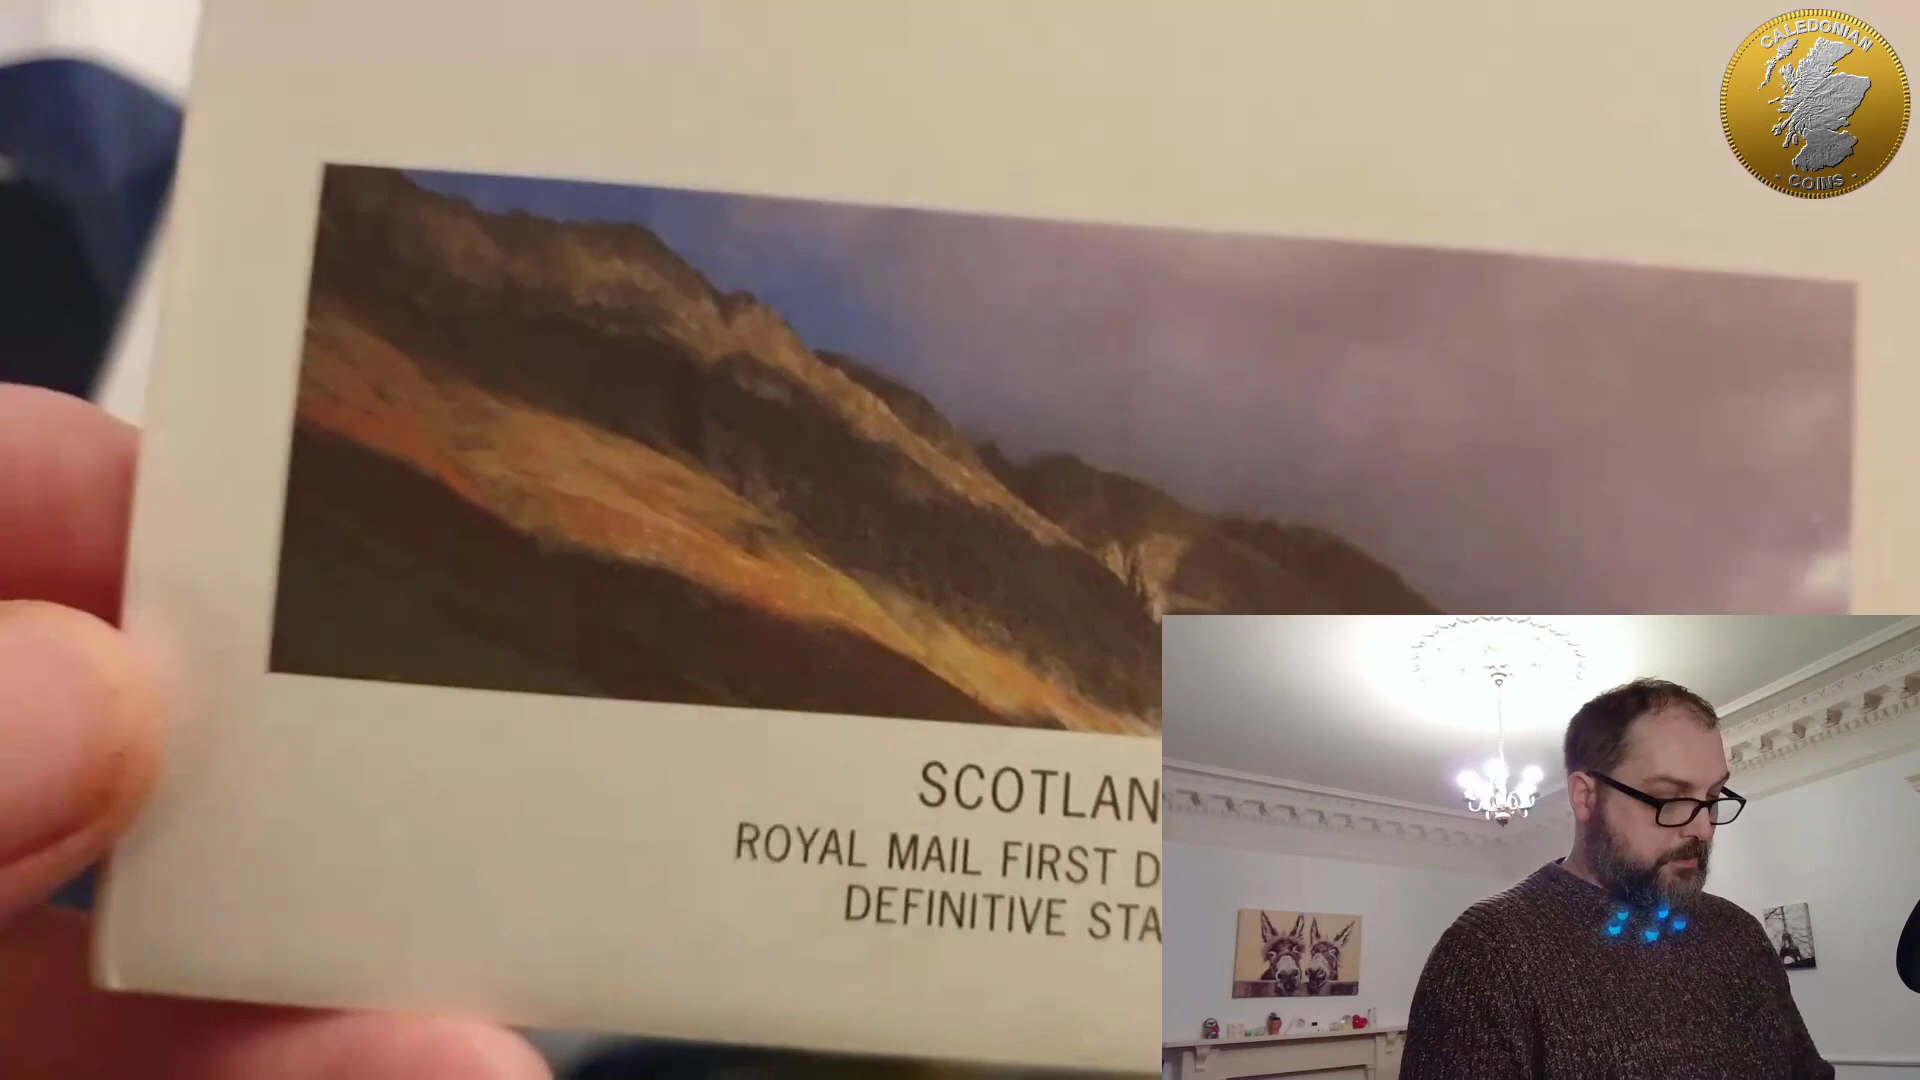 CALEDONIAN
COINS
SCOTLAN
ROYAL MAIL FIRST D
DEFINITIVE STA